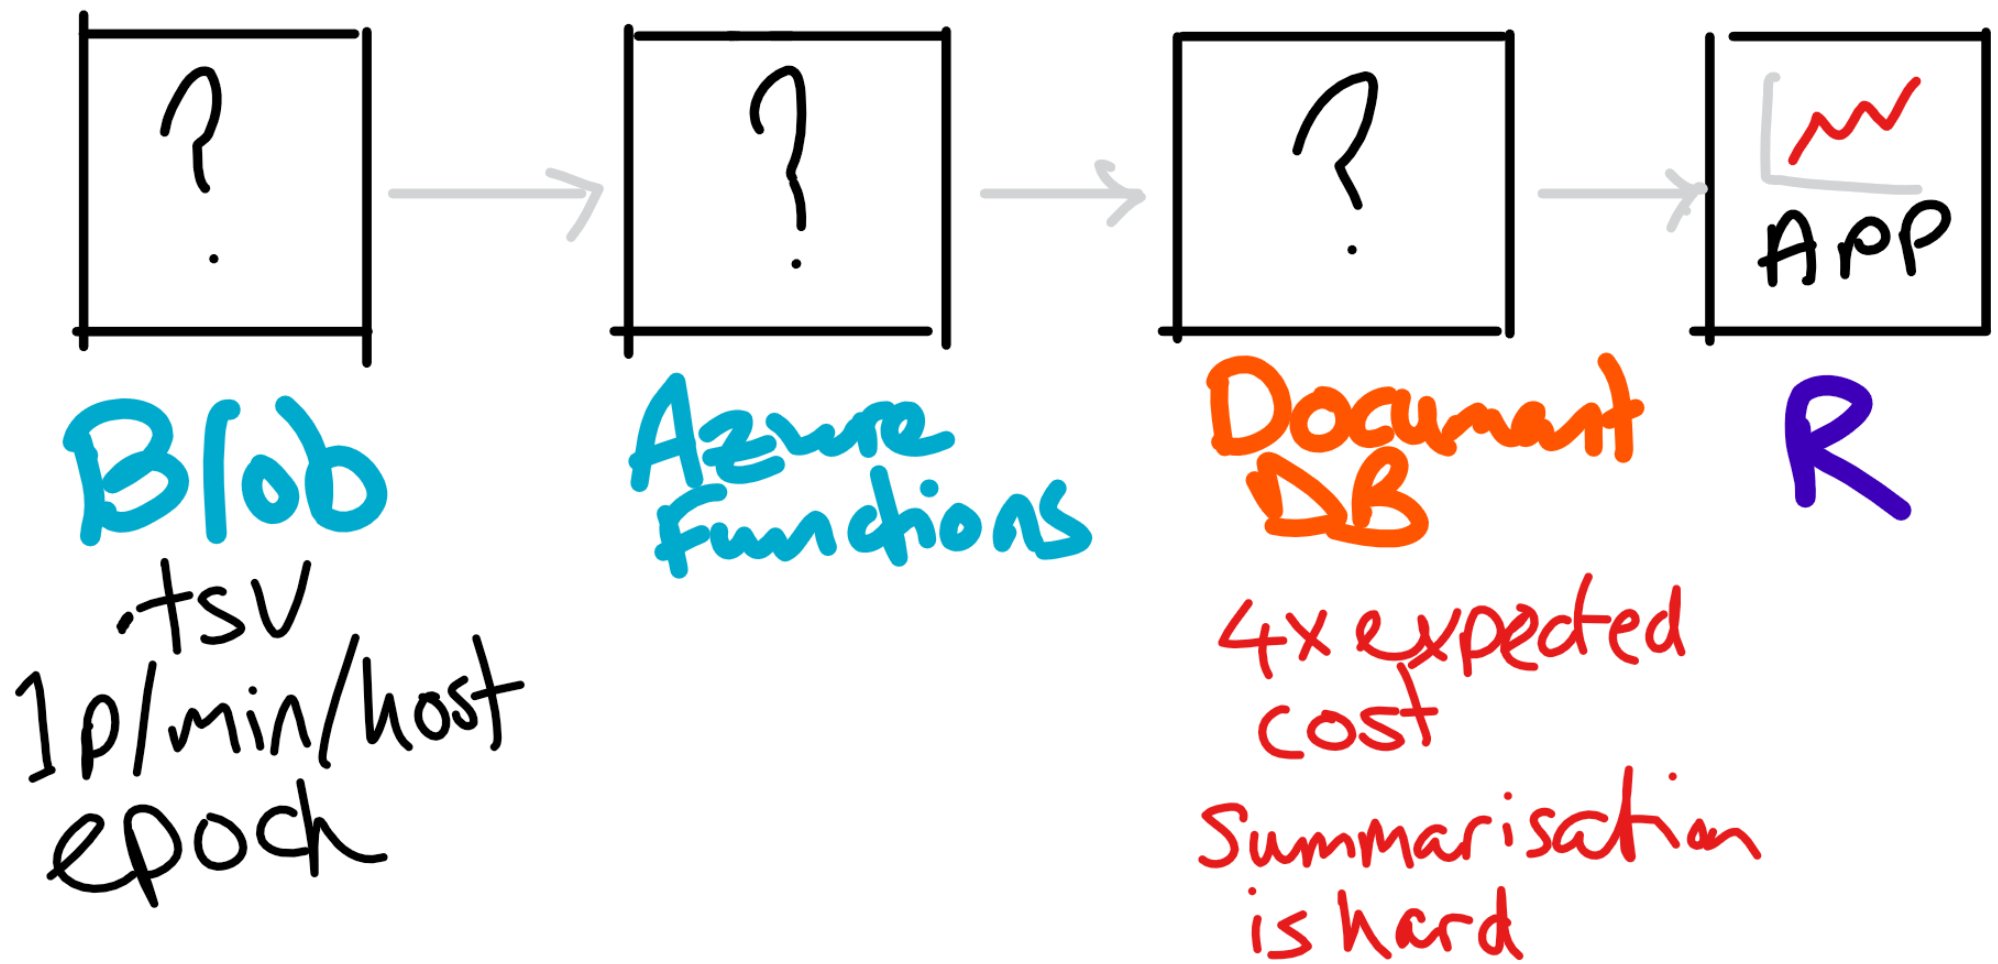 ?
?
?
APP
Blob
.tsv
1p/min/host
epoch
Azure
Functions
Document
DB
4x expected
cost
Summarisation
is hard
R